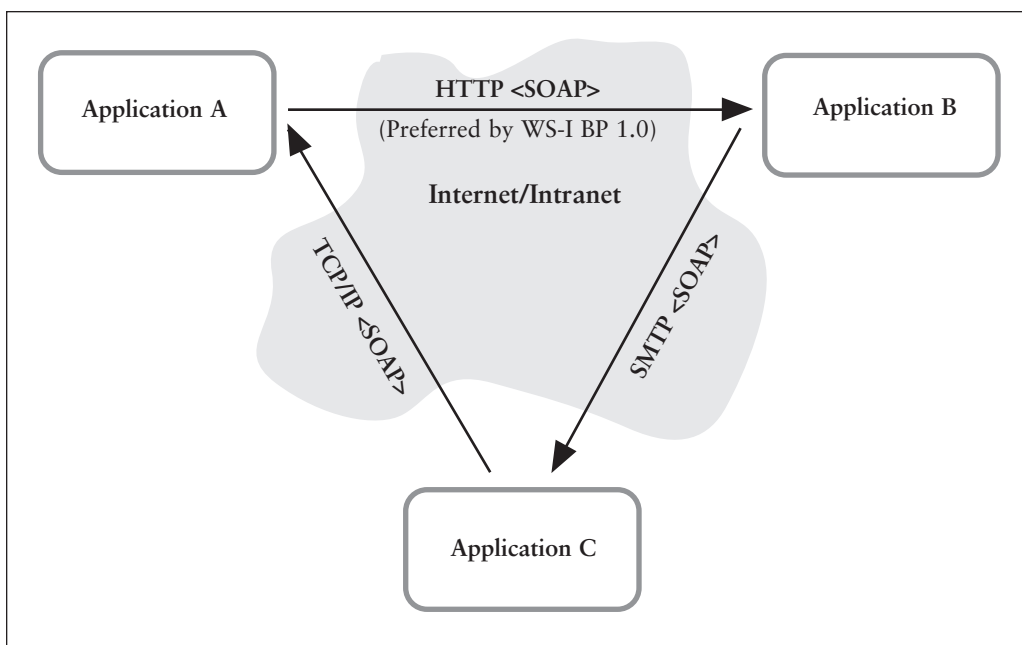 Application A
HTTP <SOAP>
(Preferred by WS-I BP 1.0)
Application B
Internet/Intranet
TCP/IP <SOAP>
SMTP <SOAP>
Application C